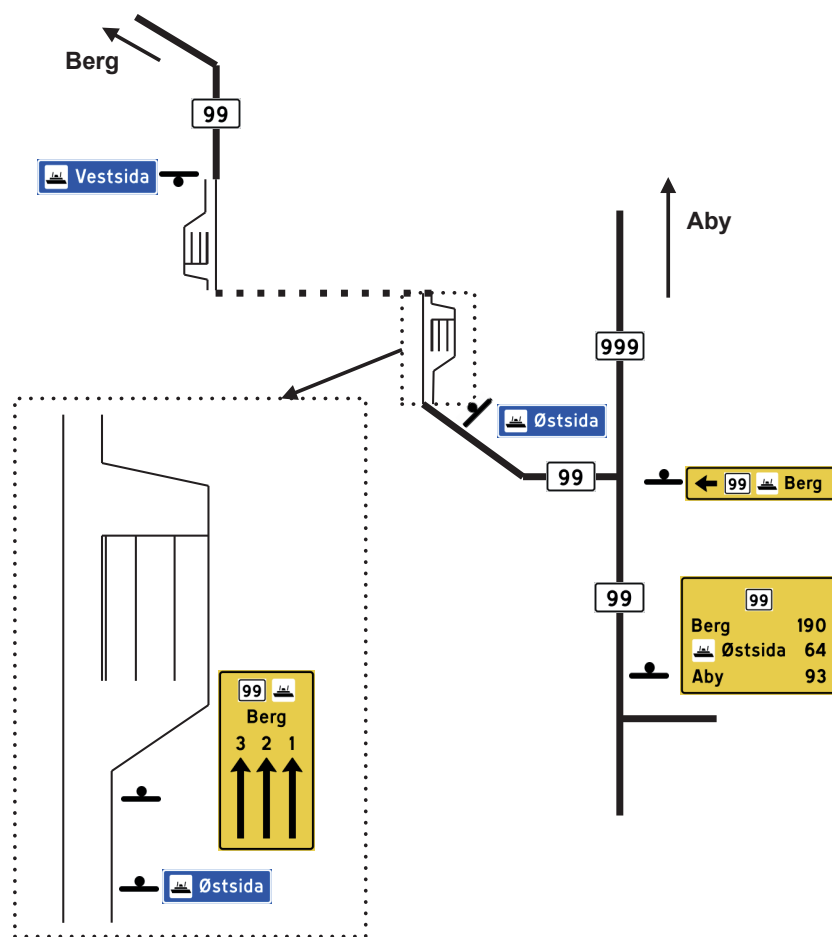 Berg
99
Vestsida
Aby
999
Østsida
99
99 Berg
99
99
Berg 190
Østsida 64
Aby 93
99
Berg
3 2 1
Østsida